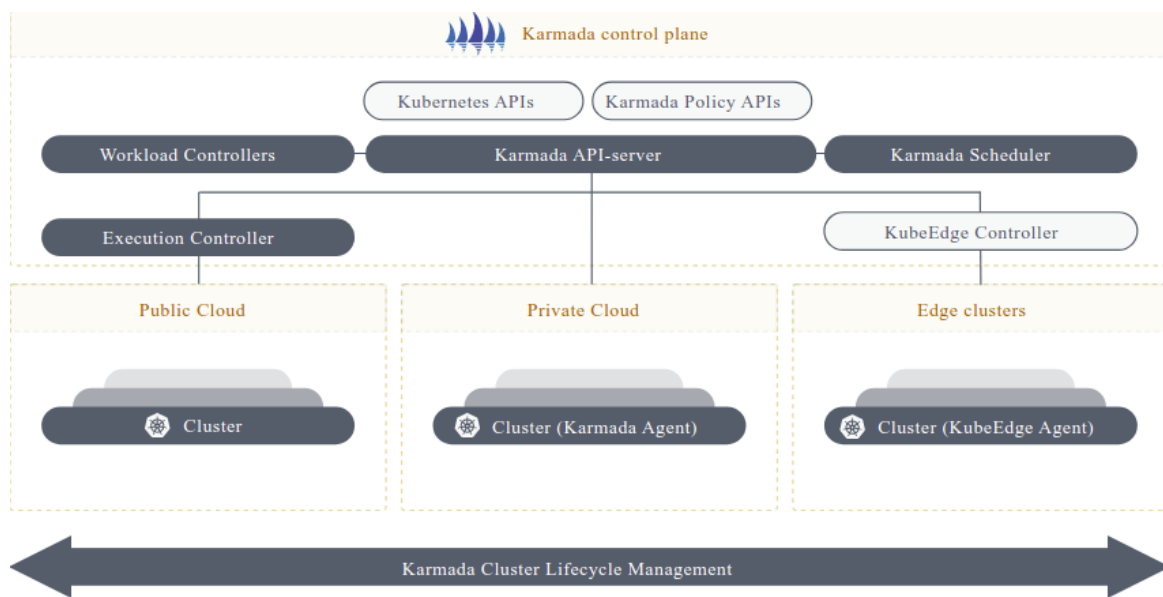 Karmada control plane
Kubernetes APIs
Karmada Policy APIs
Workload Controllers
Karmada API-server
Karmada Scheduler
Execution Controller
KubeEdge Controller
Public Cloud
Private Cloud
Edge clusters
Cluster
Cluster (Karmada Agent)
Cluster (KubeEdge Agent)
Karmada Cluster Lifecycle Management